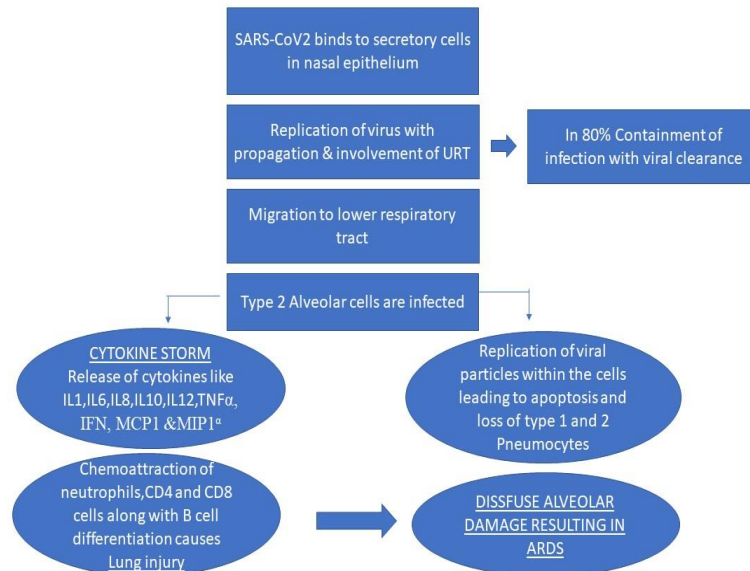 SARS-CoV2 binds to secretory cells
in nasal epithelium
Replication of virus with
propagation & involvement of URT
In 80% Containment of
infection with viral clearance
Migration to lower respiratory
tract
Type 2 Alveolar cells are infected
CYTOKINE STORM
Release of cytokines like
IL1,IL6,IL8,IL10,IL12,TNFα,
IFN, MCP1 &MIP1α
Replication of viral
particles within the cells
leading to apoptosis and
loss of type 1 and 2
Pneumocytes
Chemoattraction of
neutrophils,CD4 and CD8
cells along with B cell
differentiation causes
Lung injury
DISSFUSE ALVEOLAR
DAMAGE RESULTING IN
ARDS